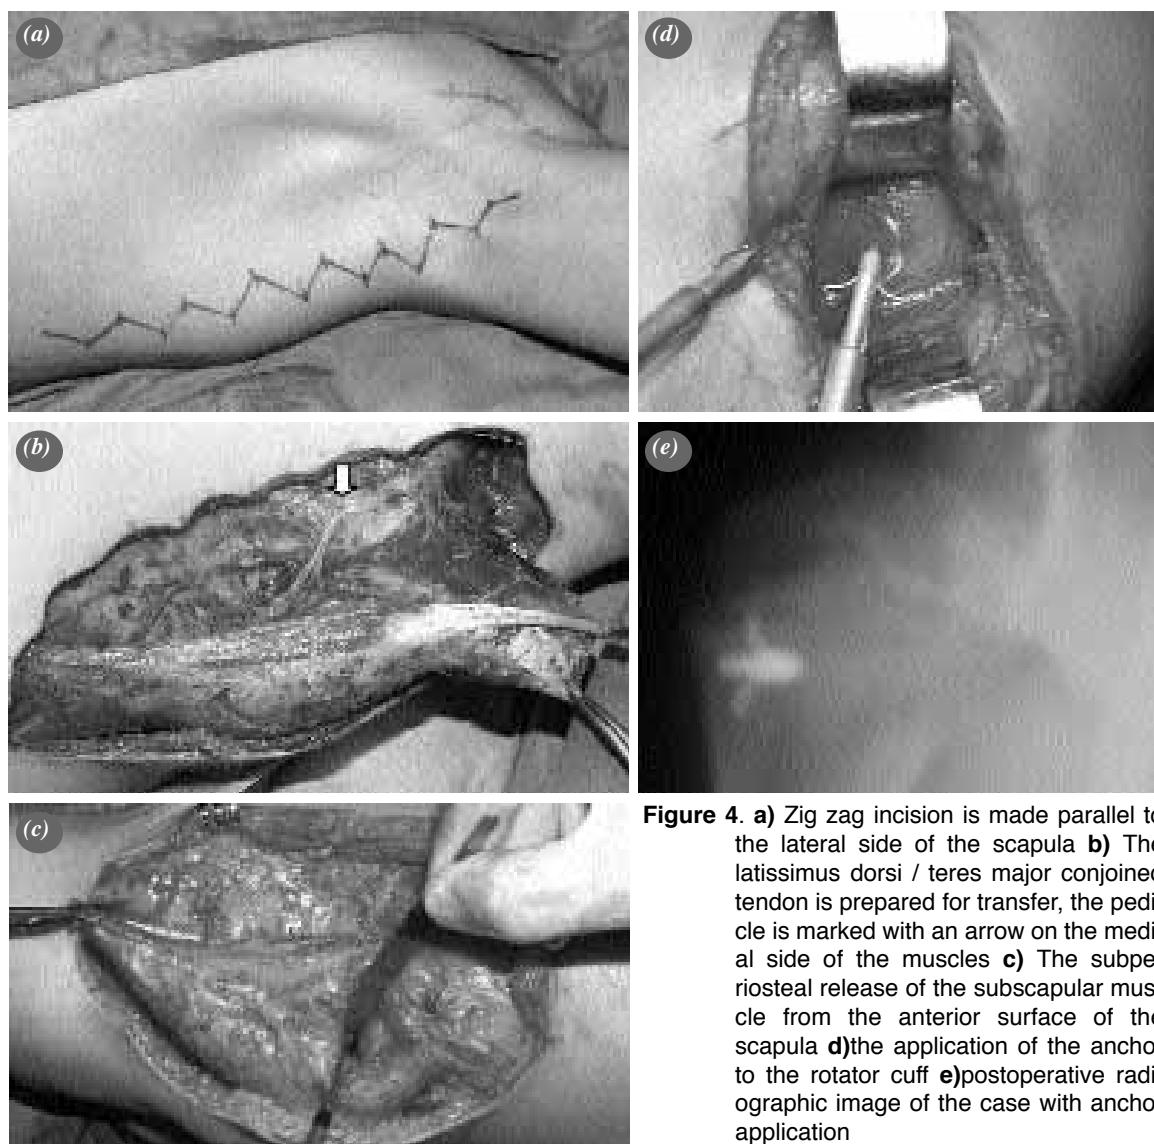 (a)
(d)
(b)
(e)
(c)
Figure 4. a) Zig zag incision is made parallel to
the lateral side of the scapula b) The
latissimus dorsi / teres major conjoined
tendon is prepared for transfer, the pedi
cle is marked with an arrow on the medi
al side of the muscles c) The subpe
riosteal release of the subscapular mus
cle from the anterior surface of the
scapula d)the application of the ancho
to the rotator cuff e)postoperative radi
ographic image of the case with ancho
application